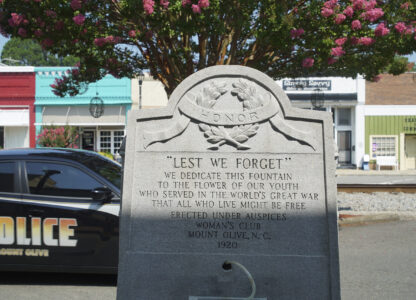 HONOR
"LEST WE FORGET"
WE DEDICATE THIS FOUNTAIN
TO THE FLOWER OF OUR YOUTH
WHO SERVED IN THE WORLD'S GREAT WAR
THAT ALL WHO LIVE MIGHT BE FREE
ERECTED UNDER AUSPICES
WOMAN'S CLUB
MOUNT OLIVE, N. C.
1920
POLICE
MOUNT OLIVE